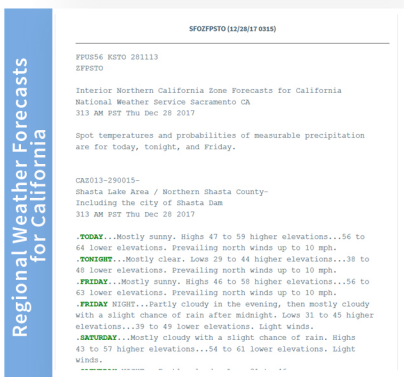 SFOZFPSTO (12/28/17 0315)
Regional Weather Forecasts
for California
FPUS56 KSTO 281113
ZFPSTO
Interior Northern California Zone Forecasts for California
National Weather Service Sacramento CA
313 AM PST Thu Dec 28 2017
Spot temperatures and probabilities of measurable precipitation
are for today, tonight, and Friday.
CAZ013-290015-
Shasta Lake Area / Northern Shasta County-
Including the city of Shasta Dam
313 AM PST Thu Dec 28 2017
.TODAY...Mostly sunny. Highs 47 to 59 higher elevations...56 to
64 lower elevations. Prevailing north winds up to 10 mph.
.TONIGHT...Mostly clear. Lows 29 to 44 higher elevations...38 to
48 lower elevations. Prevailing north winds up to 10 mph.
.FRIDAY...Mostly sunny. Highs 46 to 58 higher elevations...56 to
63 lower elevations. Prevailing north winds up to 10 mph.
.FRIDAY NIGHT...Partly cloudy in the evening, then mostly cloudy
with a slight chance of rain after midnight. Lows 31 to 45 higher
elevations...39 to 49 lower elevations. Light winds.
.SATURDAY...Mostly cloudy with a slight chance of rain. Highs
43 to 57 higher elevations...54 to 61 lower elevations. Light
winds.